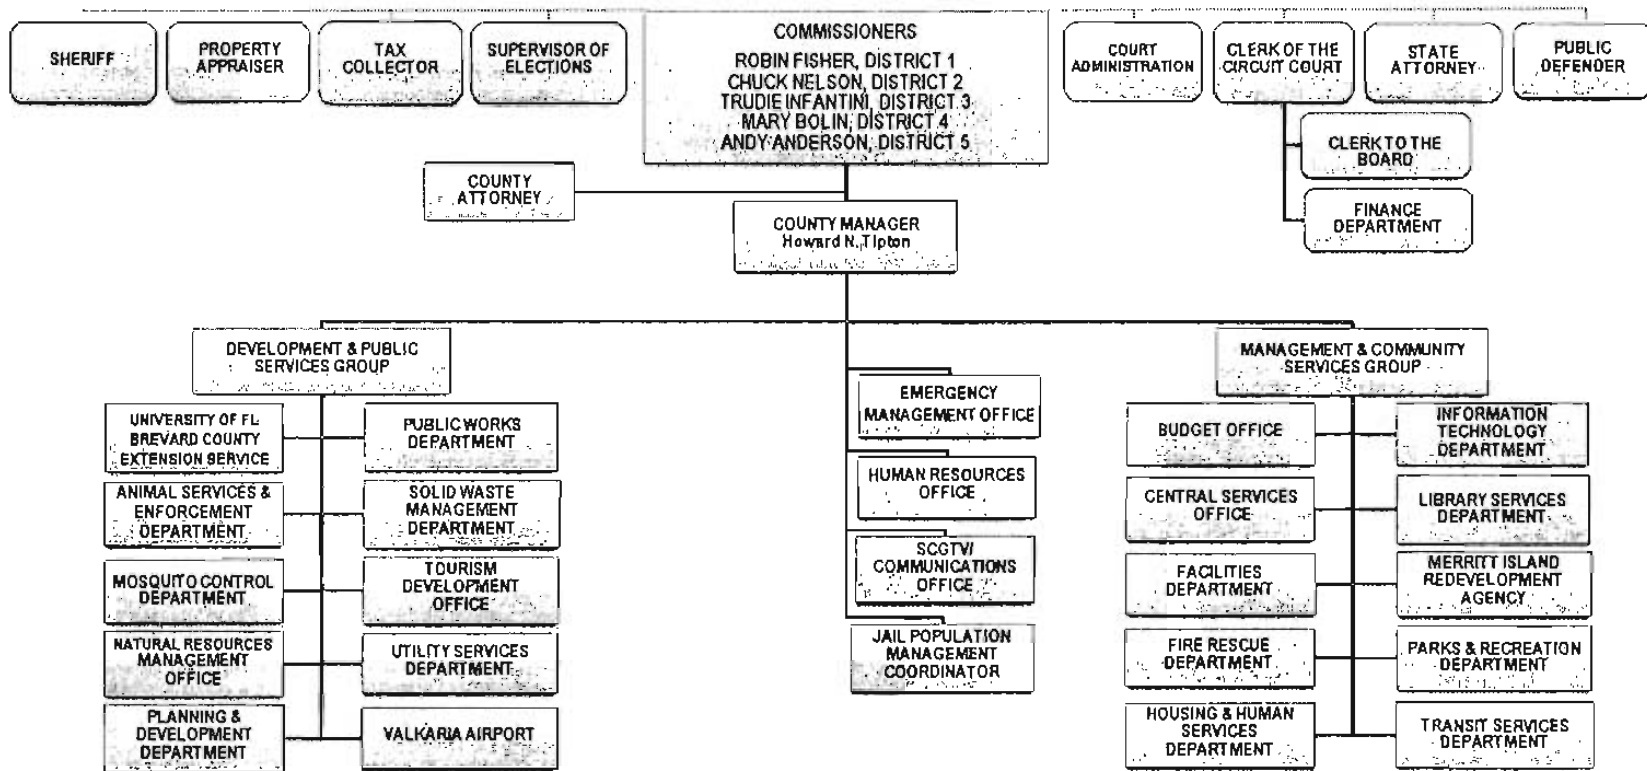 SHERIFF
PROPERTY
APPRAISER
TAX
COLLECTOR
SUPERVISOR OF
ELECTIONS
COMMISSIONERS
ROBIN FISHER, DISTRICT 1
CHUCK NELSON, DISTRICT 2
TRUDIE INFANTINI, DISTRICT 3
MARY BOLIN, DISTRICT 4
ANDY ANDERSON, DISTRICT 5
COURT
ADMINISTRATION
CLERK OF THE
CIRCUIT COURT
STATE
ATTORNEY
PUBLIC
DEFENDER
CLERK TO THE
BOARD
FINANCE
DEPARTMENT
COUNTY
ATTORNEY
COUNTY MANAGER
Howard N. Tipton
DEVELOPMENT & PUBLIC
SERVICES GROUP
UNIVERSITY OF FL
BREVARD COUNTY
EXTENSION SERVICE
PUBLIC WORKS
DEPARTMENT
ANIMAL SERVICES &
ENFORCEMENT
DEPARTMENT
SOLID WASTE
MANAGEMENT
DEPARTMENT
MOSQUITO CONTROL
DEPARTMENT
TOURISM
DEVELOPMENT
OFFICE
NATURAL RESOURCES
MANAGEMENT
OFFICE
UTILITY SERVICES
DEPARTMENT
PLANNING &
DEVELOPMENT
DEPARTMENT
VALKARIA AIRPORT
EMERGENCY
MANAGEMENT OFFICE
HUMAN RESOURCES
OFFICE
SCGTV/
COMMUNICATIONS
OFFICE
JAIL POPULATION
MANAGEMENT
COORDINATOR
MANAGEMENT & COMMUNITY
SERVICES GROUP
BUDGET OFFICE
INFORMATION
TECHNOLOGY
DEPARTMENT
CENTRAL SERVICES
OFFICE
LIBRARY SERVICES
DEPARTMENT
FACILITIES
DEPARTMENT
MERRITT ISLAND
REDEVELOPMENT
AGENCY
FIRE RESCUE
DEPARTMENT
PARKS & RECREATION
DEPARTMENT
HOUSING & HUMAN
SERVICES
DEPARTMENT
TRANSIT SERVICES
DEPARTMENT